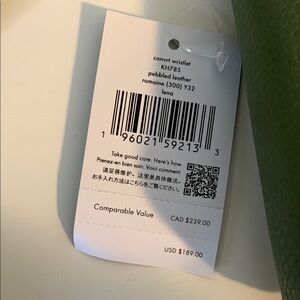 convrt wristlet
KH785
pebbled leather
romaine (300) Y32
lena
1 96021 59213 3
Take good care. Here's how.
Prenez-en bien soin. Voici comment
请妥善维护。这里是具体做法。
お手入れ方法はこちらをご覧ください。
Comparable Value CAD $239.00
USD $189.00